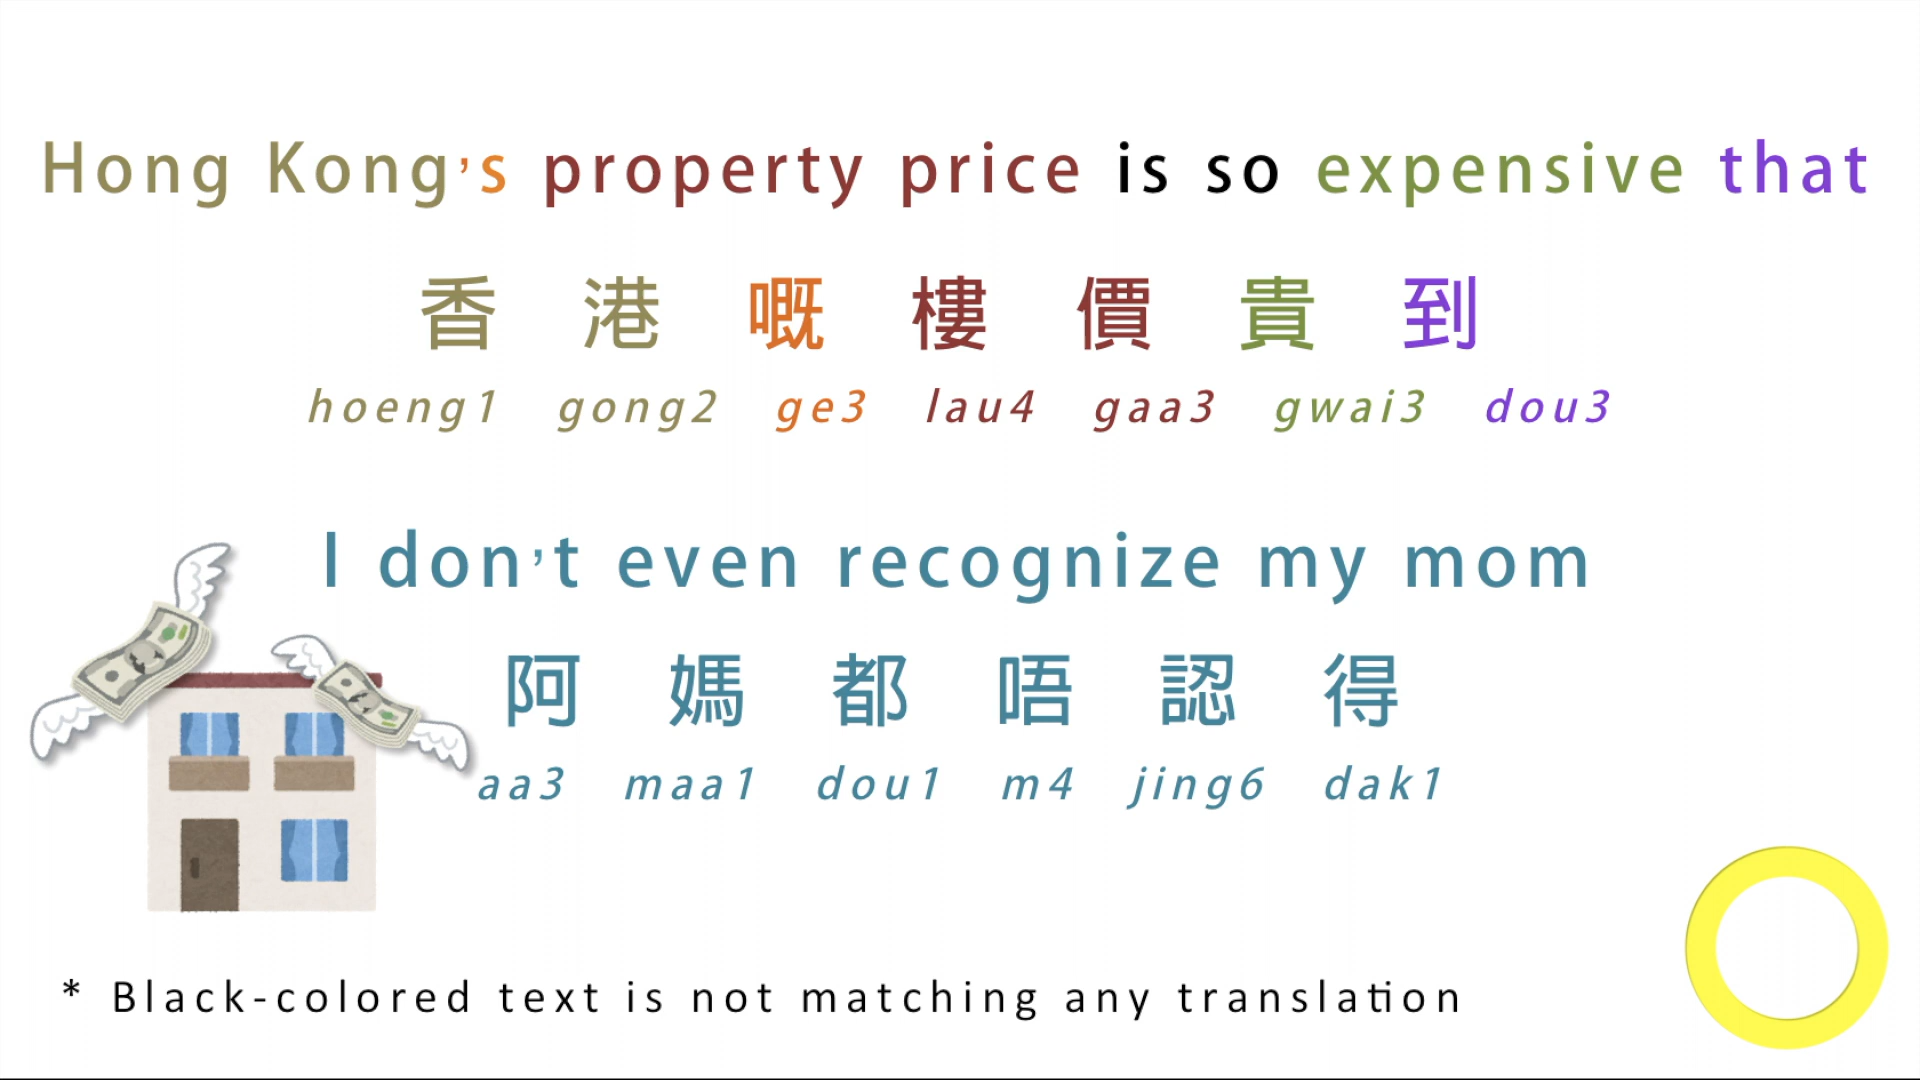 Hong Kong's property price is so expensive that
香港嘅樓價貴到
hoeng1 gong2 ge3 lau4 gaa3 gwai3 dou3
I don't even recognize my mom
阿媽都唔認得
aa3 maa1 dou1 m4 jing6 dak1
* Black-colored text is not matching any translation